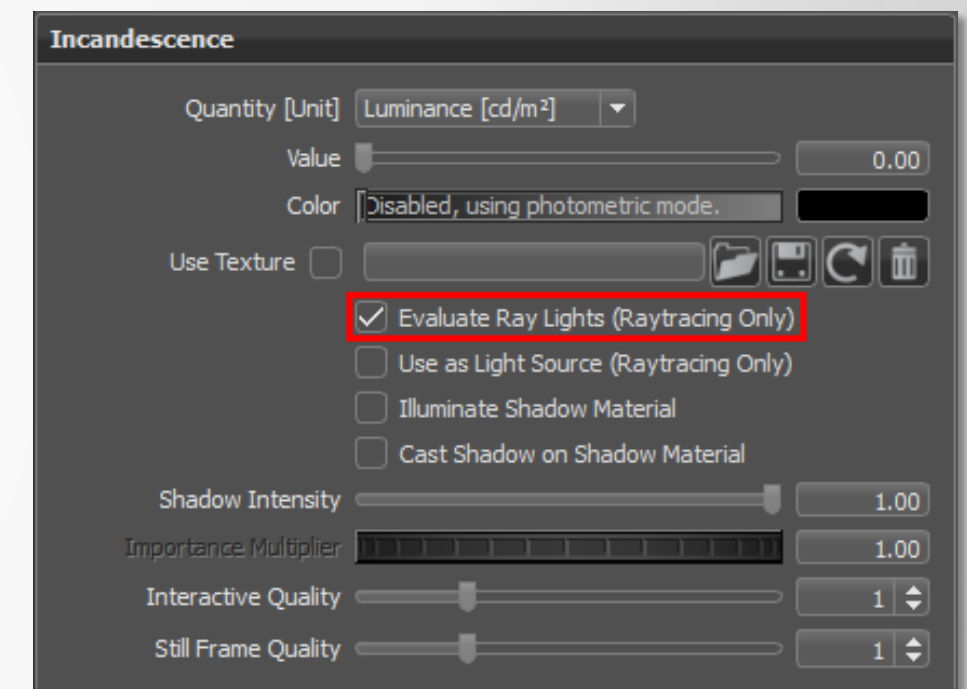 Incandescence
Quantity [Unit] Luminance [cd/m²]
Value 0.00
Color Disabled, using photometric mode.
Use Texture
Evaluate Ray Lights (Raytracing Only)
Use as Light Source (Raytracing Only)
Illuminate Shadow Material
Cast Shadow on Shadow Material
Shadow Intensity 1.00
Importance Multiplier 1.00
Interactive Quality 1
Still Frame Quality 1